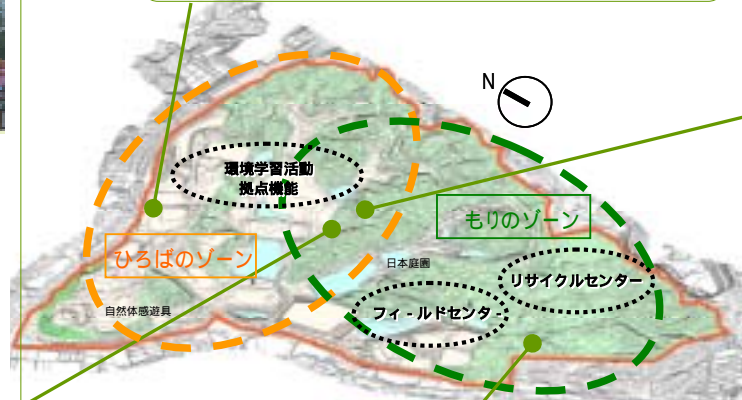 N
環境学習活動
拠点機能
もりのゾーン
ひろばのゾーン
日本庭園
リサイクルセンター
自然体感遊具
フィ-ルドセンタ-